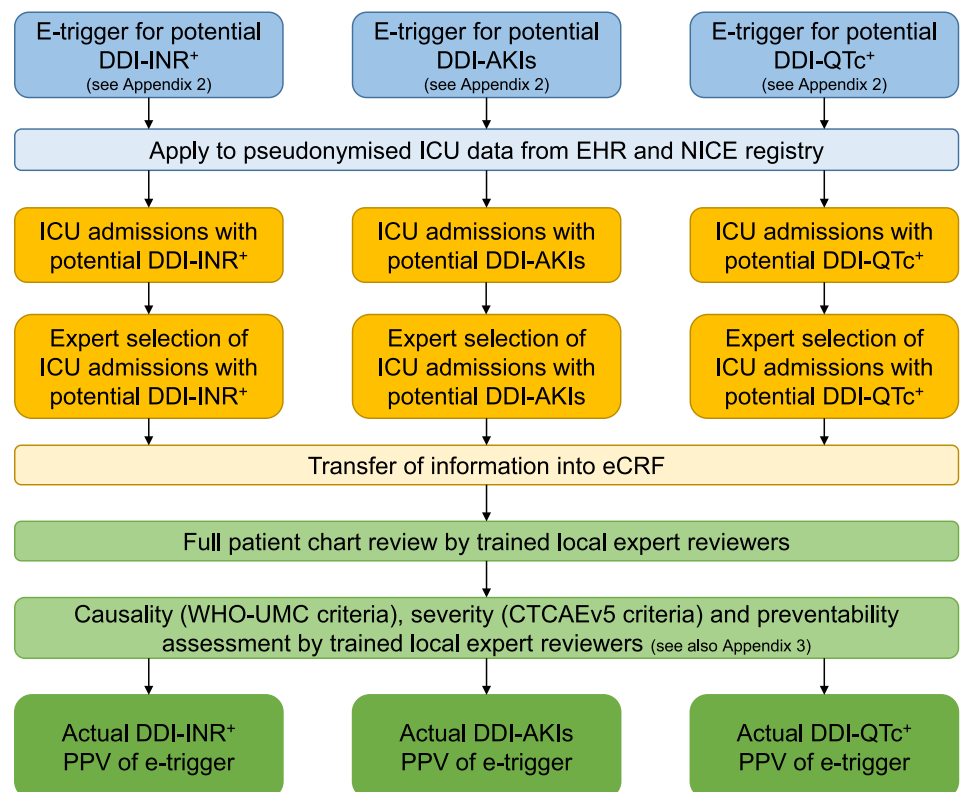 E-trigger for potential
DDI-INR⁺
(see Appendix 2)
E-trigger for potential
DDI-AKIs
(see Appendix 2)
E-trigger for potential
DDI-QTc⁺
(see Appendix 2)
Apply to pseudonymised ICU data from EHR and NICE registry
ICU admissions with
potential DDI-INR⁺
ICU admissions with
potential DDI-AKIs
ICU admissions with
potential DDI-QTc⁺
Expert selection of
ICU admissions with
potential DDI-INR⁺
Expert selection of
ICU admissions with
potential DDI-AKIs
Expert selection of
ICU admissions with
potential DDI-QTc⁺
Transfer of information into eCRF
Full patient chart review by trained local expert reviewers
Causality (WHO-UMC criteria), severity (CTCAEv5 criteria) and preventability
assessment by trained local expert reviewers (see also Appendix 3)
Actual DDI-INR⁺
PPV of e-trigger
Actual DDI-AKIs
PPV of e-trigger
Actual DDI-QTc⁺
PPV of e-trigger